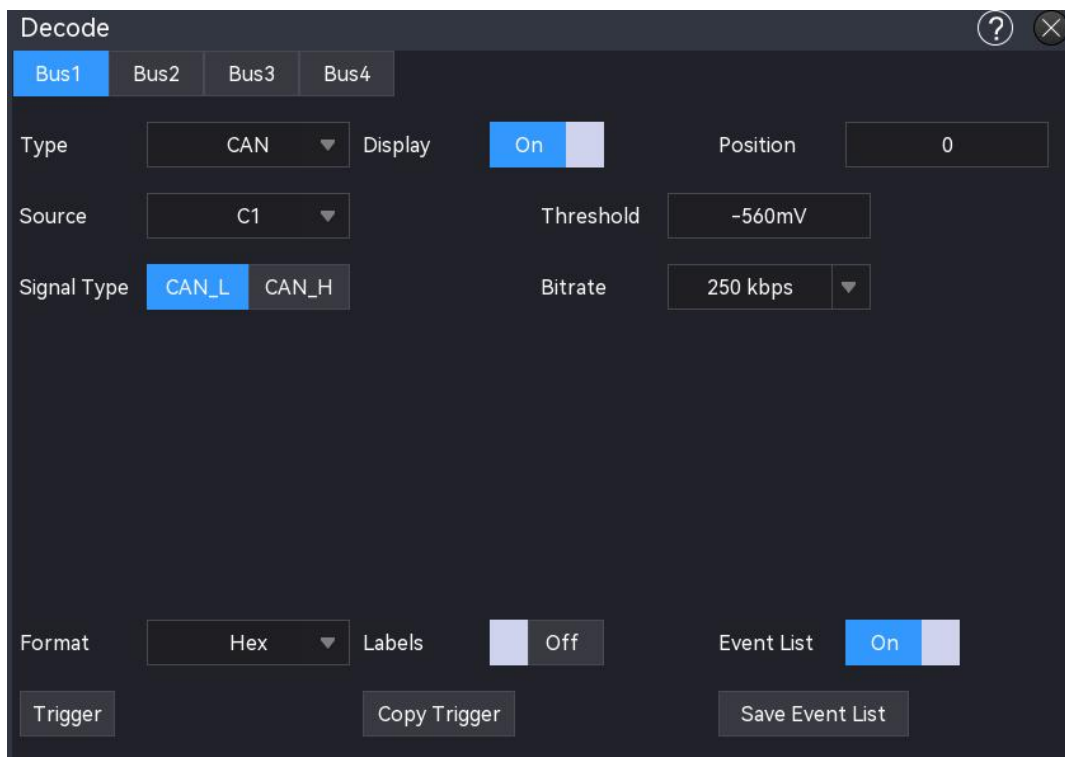 Decode ?
Bus1 Bus2 Bus3 Bus4
Type CAN Display On Position 0
Source C1 Threshold -560mV
Signal Type CAN_L CAN_H Bitrate 250 kbps
Format Hex Labels Off Event List On
Trigger Copy Trigger Save Event List